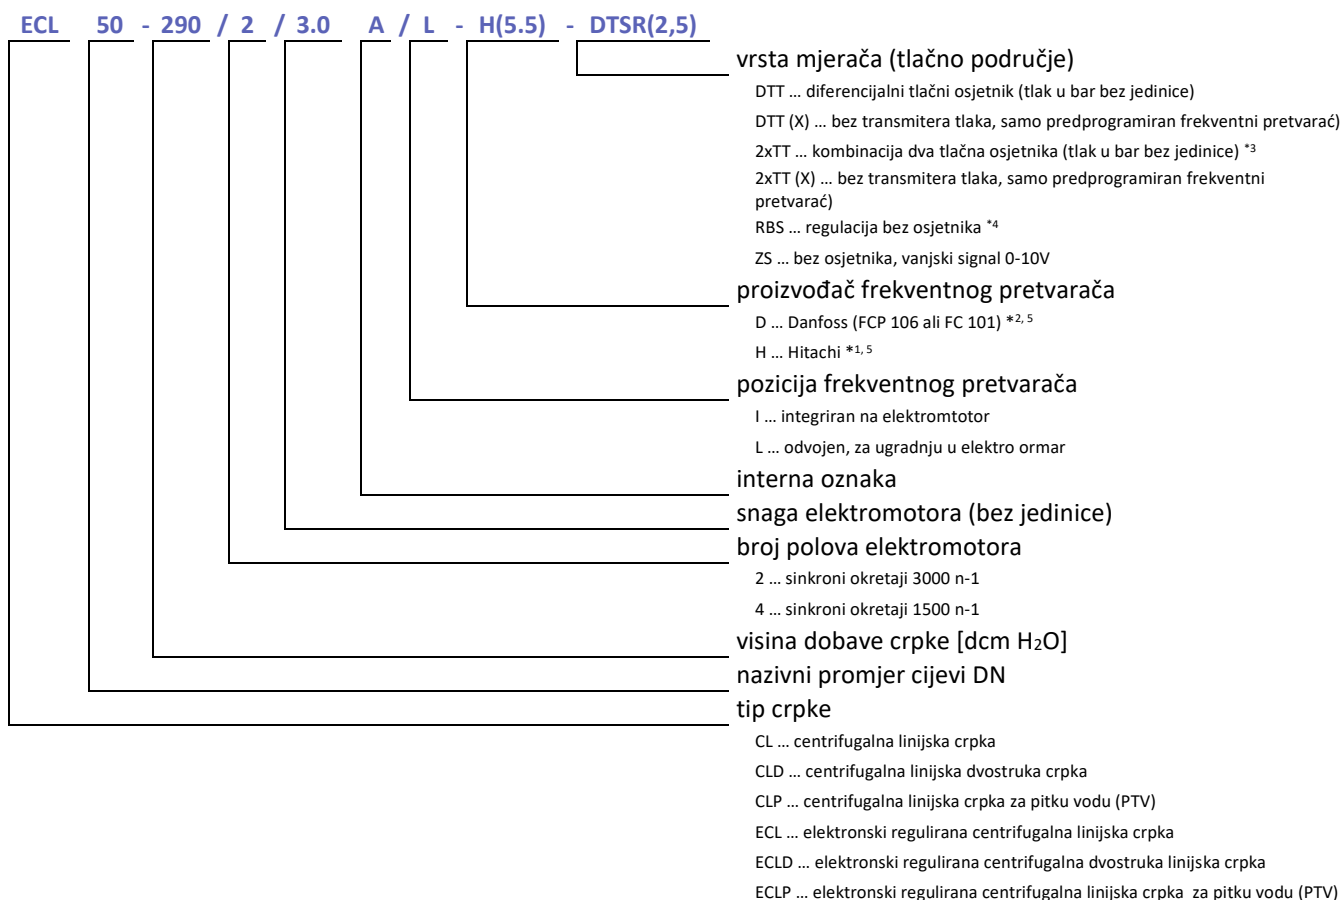 ECL 50 - 290 / 2 / 3.0 A / L - H(5.5) - DTSR(2,5)
vrsta mjerača (tlačno područje)
DTT ... diferencijalni tlačni osjetnik (tlak u bar bez jedinice)
DTT (X) ... bez transmitera tlaka, samo predprogramiran frekventni pretvarać)
2xTT ... kombinacija dva tlačna osjetnika (tlak u bar bez jedinice) *3
2xTT (X) ... bez transmitera tlaka, samo predprogramiran frekventni
pretvarać)
RBS ... regulacija bez osjetnika *4
ZS ... bez osjetnika, vanjski signal 0-10V
proizvođač frekventnog pretvarača
D ... Danfoss (FCP 106 ali FC 101) *2, 5
H ... Hitachi *1, 5
pozicija frekventnog pretvarača
I ... integriran na elektromtotor
L ... odvojen, za ugradnju u elektro ormar
interna oznaka
snaga elektromotora (bez jedinice)
broj polova elektromotora
2 ... sinkroni okretaji 3000 n-1
4 ... sinkroni okretaji 1500 n-1
visina dobave crpke [dcm H2O]
nazivni promjer cijevi DN
tip crpke
CL ... centrifugalna linijska crpka
CLD ... centrifugalna linijska dvostruka crpka
CLP ... centrifugalna linijska crpka za pitku vodu (PTV)
ECL ... elektronski regulirana centrifugalna linijska crpka
ECLD ... elektronski regulirana centrifugalna dvostruka linijska crpka
ECLP ... elektronski regulirana centrifugalna linijska crpka za pitku vodu (PTV)